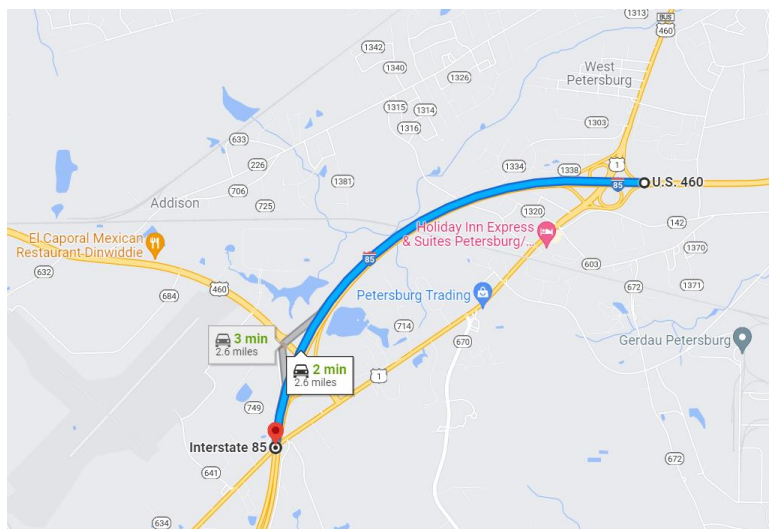 1313
BUS
460
1342
1340
1326
West
Petersburg
1315
1314
1316
1303
633
226
706
725
1381
1334
1338
1
85
U.S. 460
Addison
El Caporal Mexican
Restaurant Dinwiddie
632
684
460
85
1320
Holiday Inn Express
& Suites Petersburg/...
142
1370
603
672
1371
Petersburg Trading
714
670
Gerdau Petersburg
3 min
2.6 miles
2 min
2.6 miles
1
749
Interstate 85
641
672
634